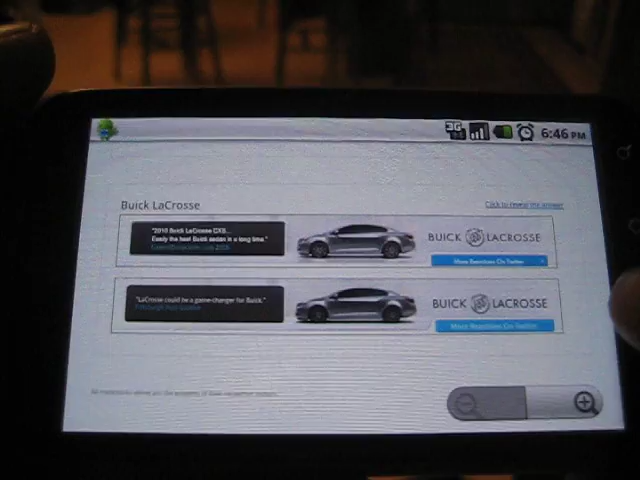 3G
6:46 PM
Buick LaCrosse
Click to reveal the answer
"2010 Buick LaCrosse CXS...
Easily the best Buick sedan in a long time."
BUICK LACROSSE
More Reactions On Twitter
"LaCrosse could be a game-changer for Buick."
BUICK LACROSSE
More Reactions On Twitter